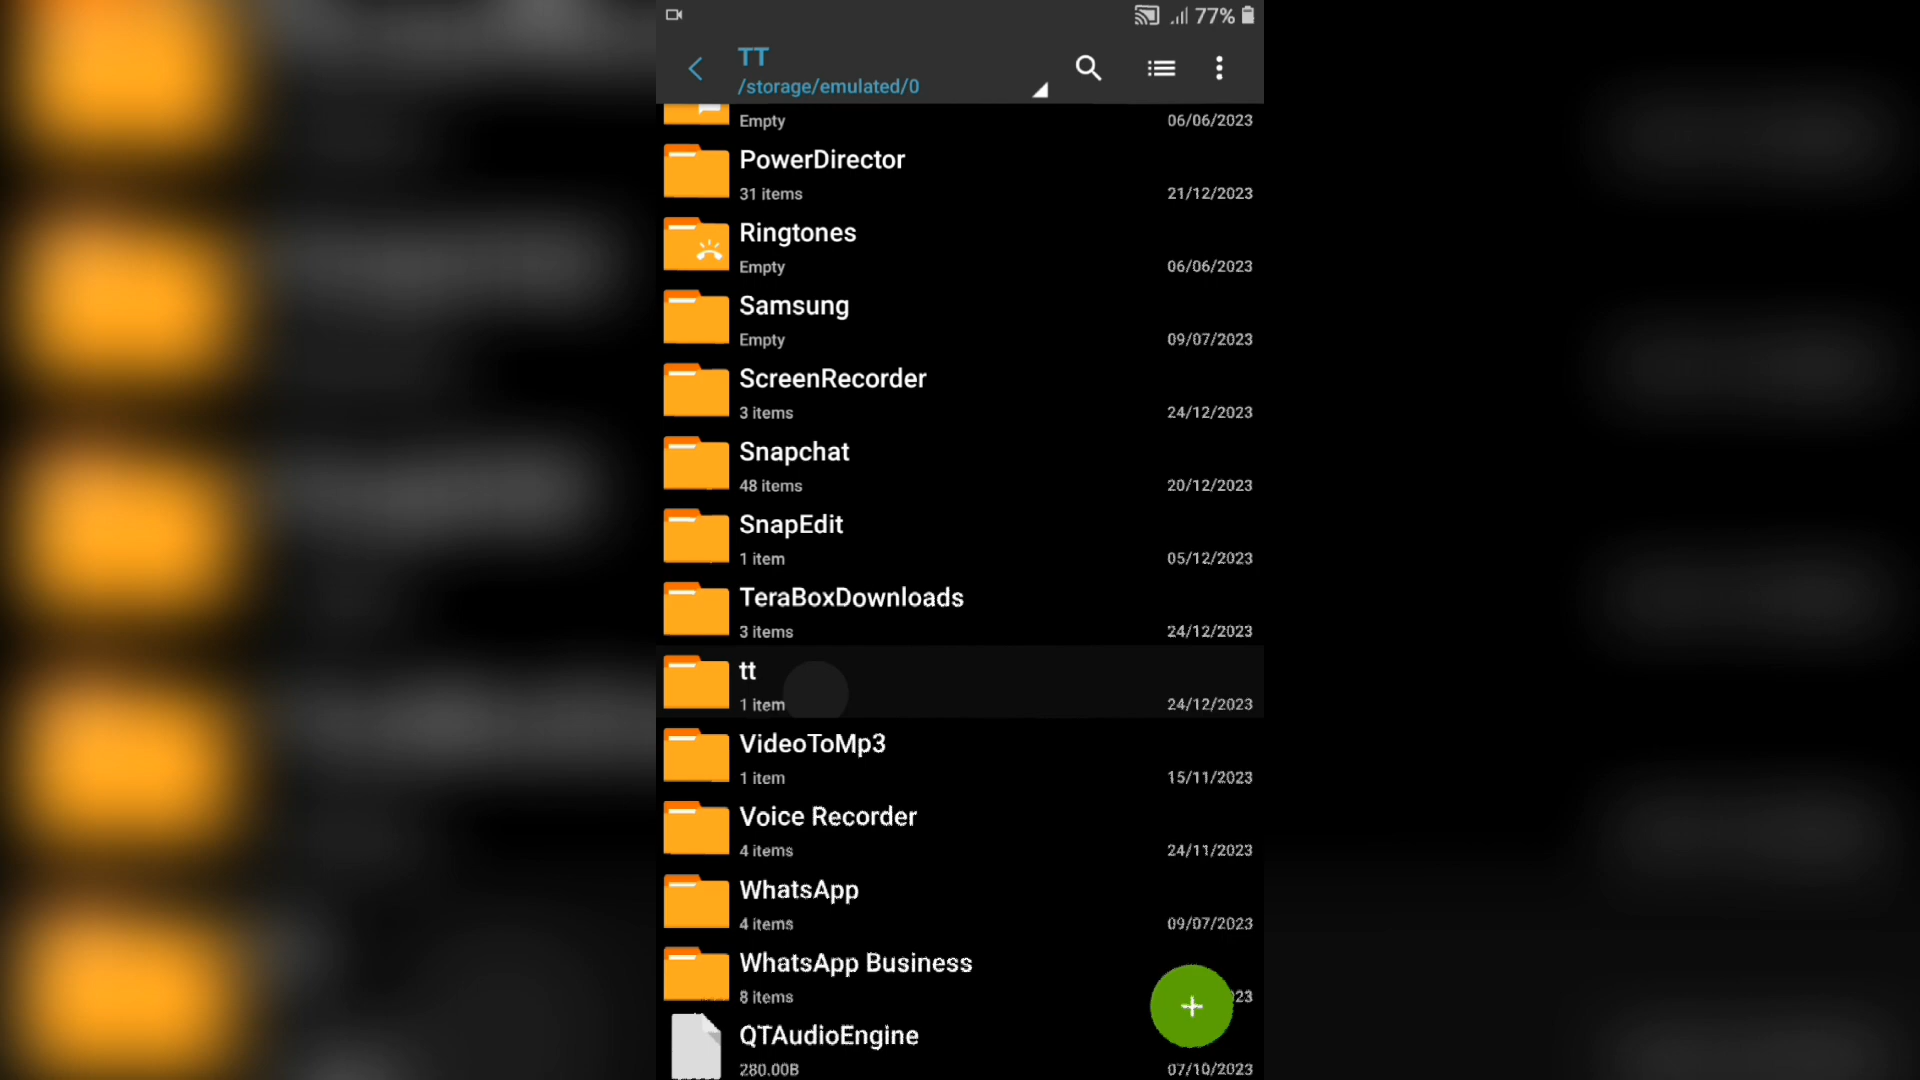 77%
TT
/storage/emulated/0
Empty 06/06/2023
PowerDirector
31 items 21/12/2023
Ringtones
Empty 06/06/2023
Samsung
Empty 09/07/2023
ScreenRecorder
3 items 24/12/2023
Snapchat
48 items 20/12/2023
SnapEdit
1 item 05/12/2023
TeraBoxDownloads
3 items 24/12/2023
tt
1 item 24/12/2023
VideoToMp3
1 item 15/11/2023
Voice Recorder
4 items 24/11/2023
WhatsApp
4 items 09/07/2023
WhatsApp Business
8 items 23
QTAudioEngine
280.00B 07/10/2023